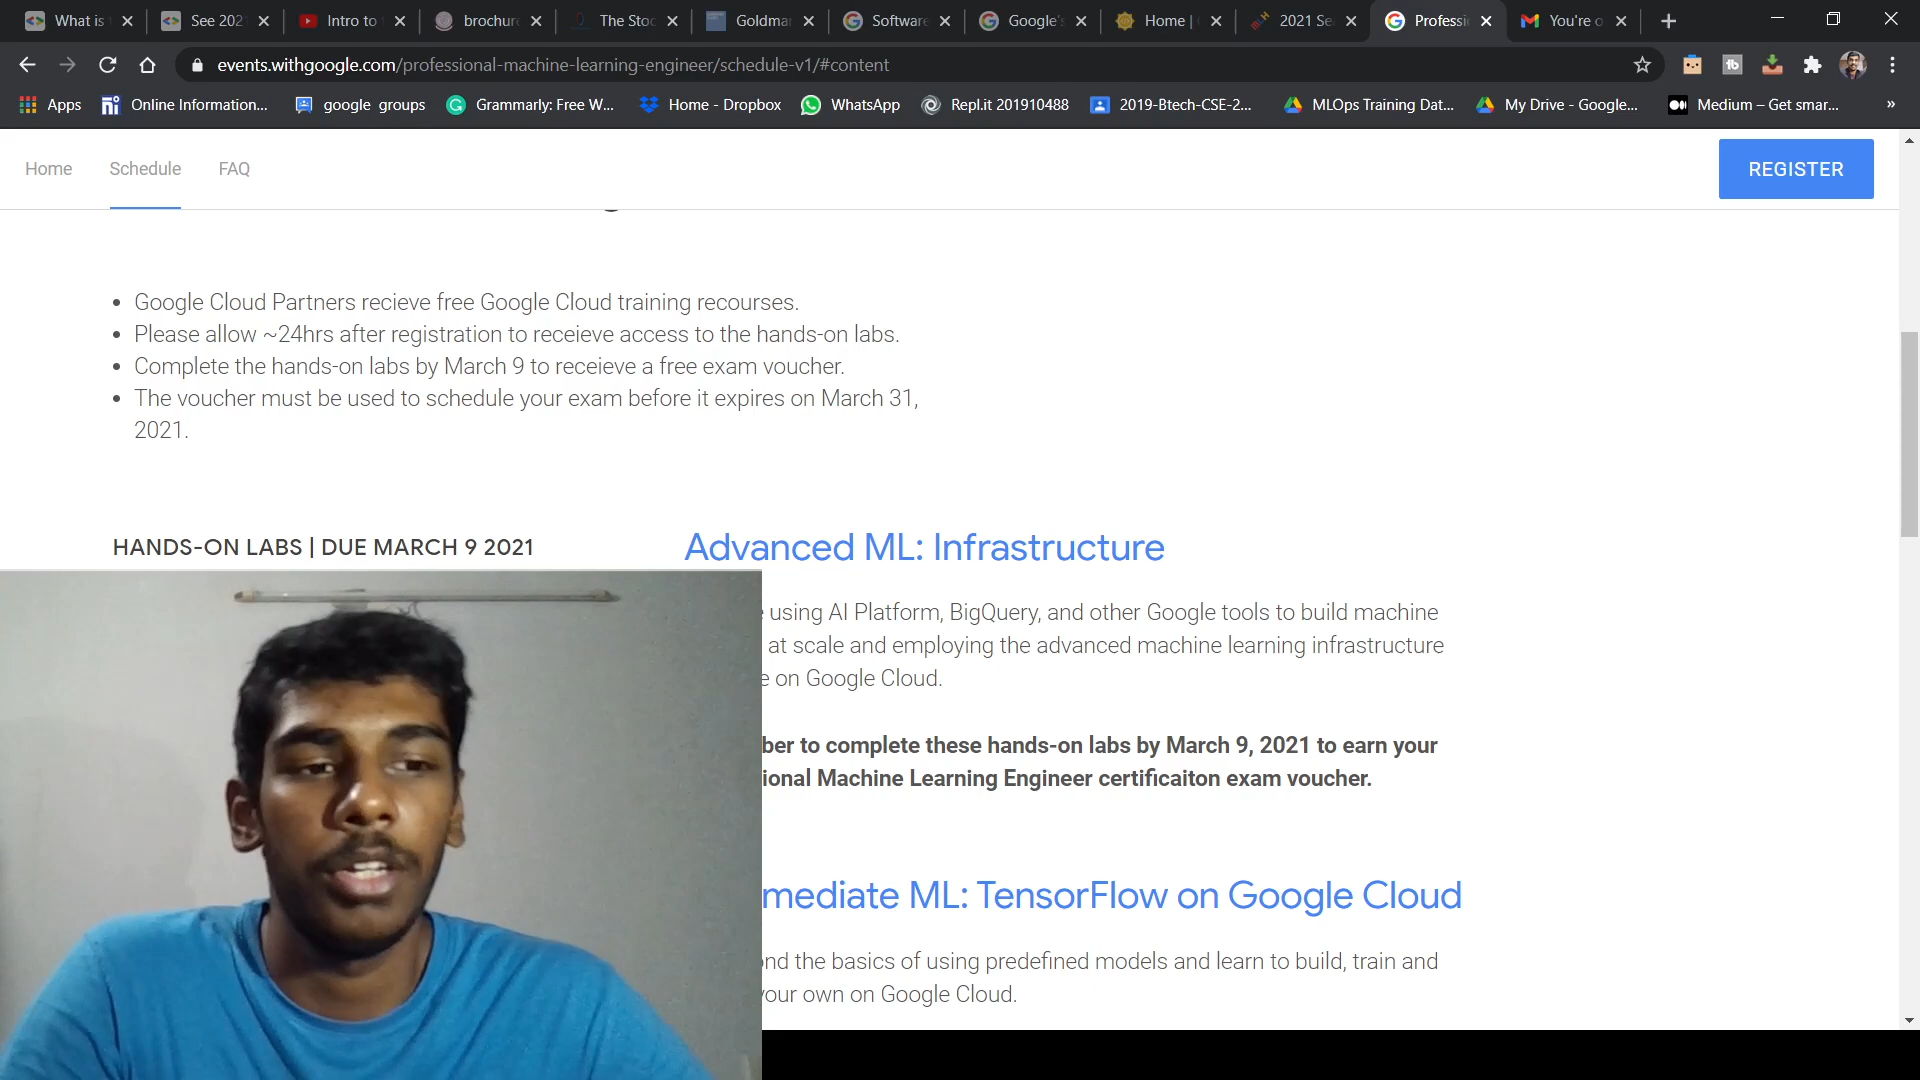 What is
See 202
Intro to
brochur
The Stoc
Goldma
Software
Google's
Home |
2021 Se
Professi
You're o
events.withgoogle.com/professional-machine-learning-engineer/schedule-v1/#content
Apps
Online Information...
google groups
Grammarly: Free W...
Home - Dropbox
WhatsApp
Repl.it 201910488
2019-Btech-CSE-2...
MLOps Training Dat...
My Drive - Google...
Medium – Get smar...
»
Home
Schedule
FAQ
REGISTER
• Google Cloud Partners recieve free Google Cloud training recourses.
• Please allow ~24hrs after registration to receieve access to the hands-on labs.
• Complete the hands-on labs by March 9 to receieve a free exam voucher.
• The voucher must be used to schedule your exam before it expires on March 31,
2021.
HANDS-ON LABS | DUE MARCH 9 2021
Advanced ML: Infrastructure
using AI Platform, BigQuery, and other Google tools to build machine
at scale and employing the advanced machine learning infrastructure
e on Google Cloud.
ber to complete these hands-on labs by March 9, 2021 to earn your
ional Machine Learning Engineer certificaiton exam voucher.
mediate ML: TensorFlow on Google Cloud
nd the basics of using predefined models and learn to build, train and
your own on Google Cloud.